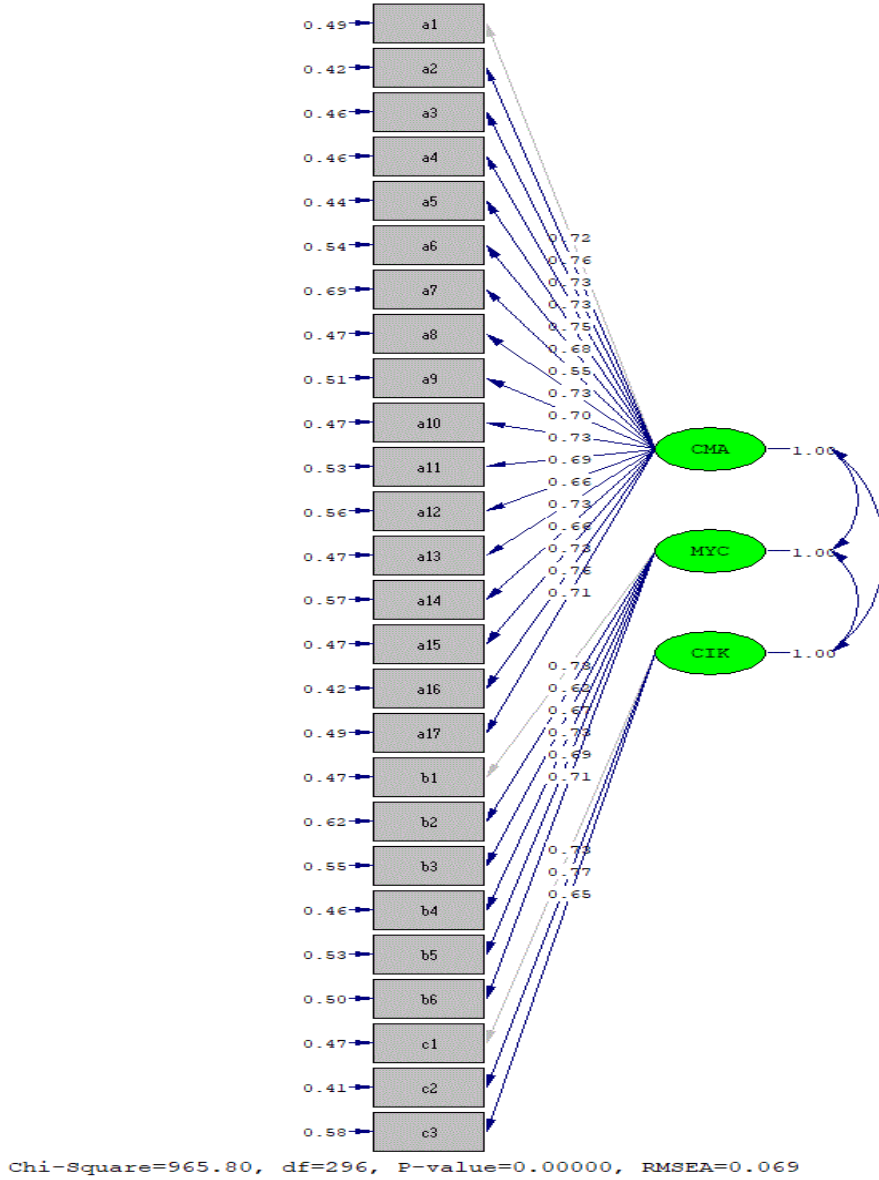 0.49 a1
0.42 a2
0.46 a3
0.46 a4
0.44 a5
0.54 a6
0.72
0.76
0.69 a7
0.73
0.73
0.47 a8
0.75
0.68
0.51 a9
0.55
0.73
0.47 a10
0.70
0.73
CMA 1.00
0.53 a11
0.69
0.66
0.56 a12
0.73
0.66
0.47 a13
0.73
MYC 1.00
0.76
0.57 a14
0.71
0.47 a15
CIK 1.00
0.73
0.42 a16
0.62
0.67
0.49 a17
0.73
0.69
0.47 b1
0.71
0.62 b2
0.73
0.55 b3
0.77
0.65
0.46 b4
0.53 b5
0.50 b6
0.47 c1
0.41 c2
0.58 c3
Chi-Square=965.80, df=296, P-value=0.00000, RMSEA=0.069